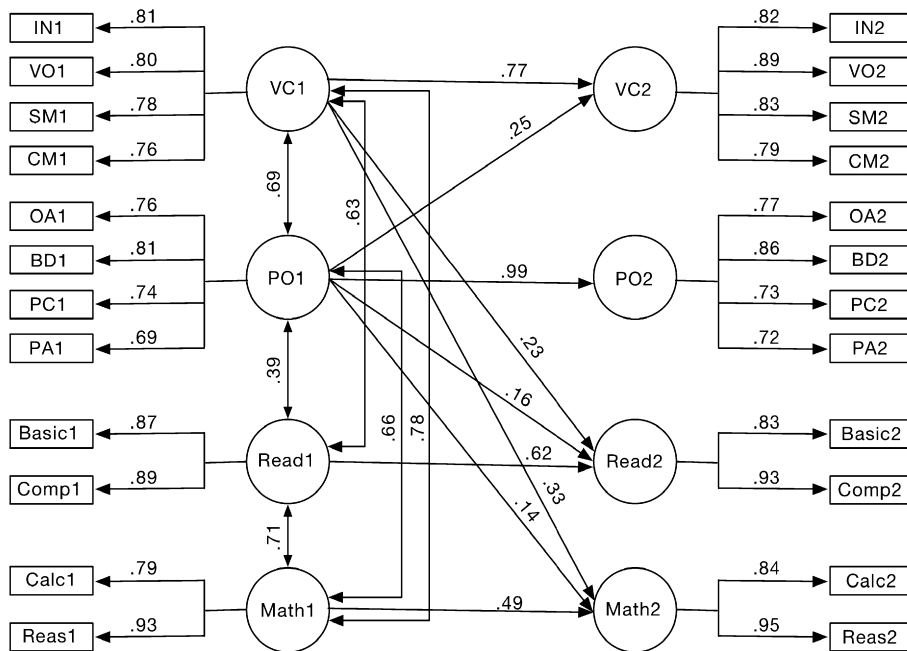 IN1 .81 .82 IN2
VO1 .80 VC1 .77 VC2 .89 VO2
SM1 .78 .83 SM2
CM1 .76 .25 .79 CM2
.69 .63
OA1 .76 .77 OA2
BD1 .81 .86 BD2
PO1 .99 PO2
PC1 .74 .73 PC2
PA1 .69 .72 PA2
.39 .23
.16
.66 .78
Basic1 .87 .83 Basic2
Read1 .62 Read2
Comp1 .89 .93 Comp2
.33
.71 .14
Calc1 .79 .84 Calc2
Math1 .49 Math2
Reas1 .93 .95 Reas2